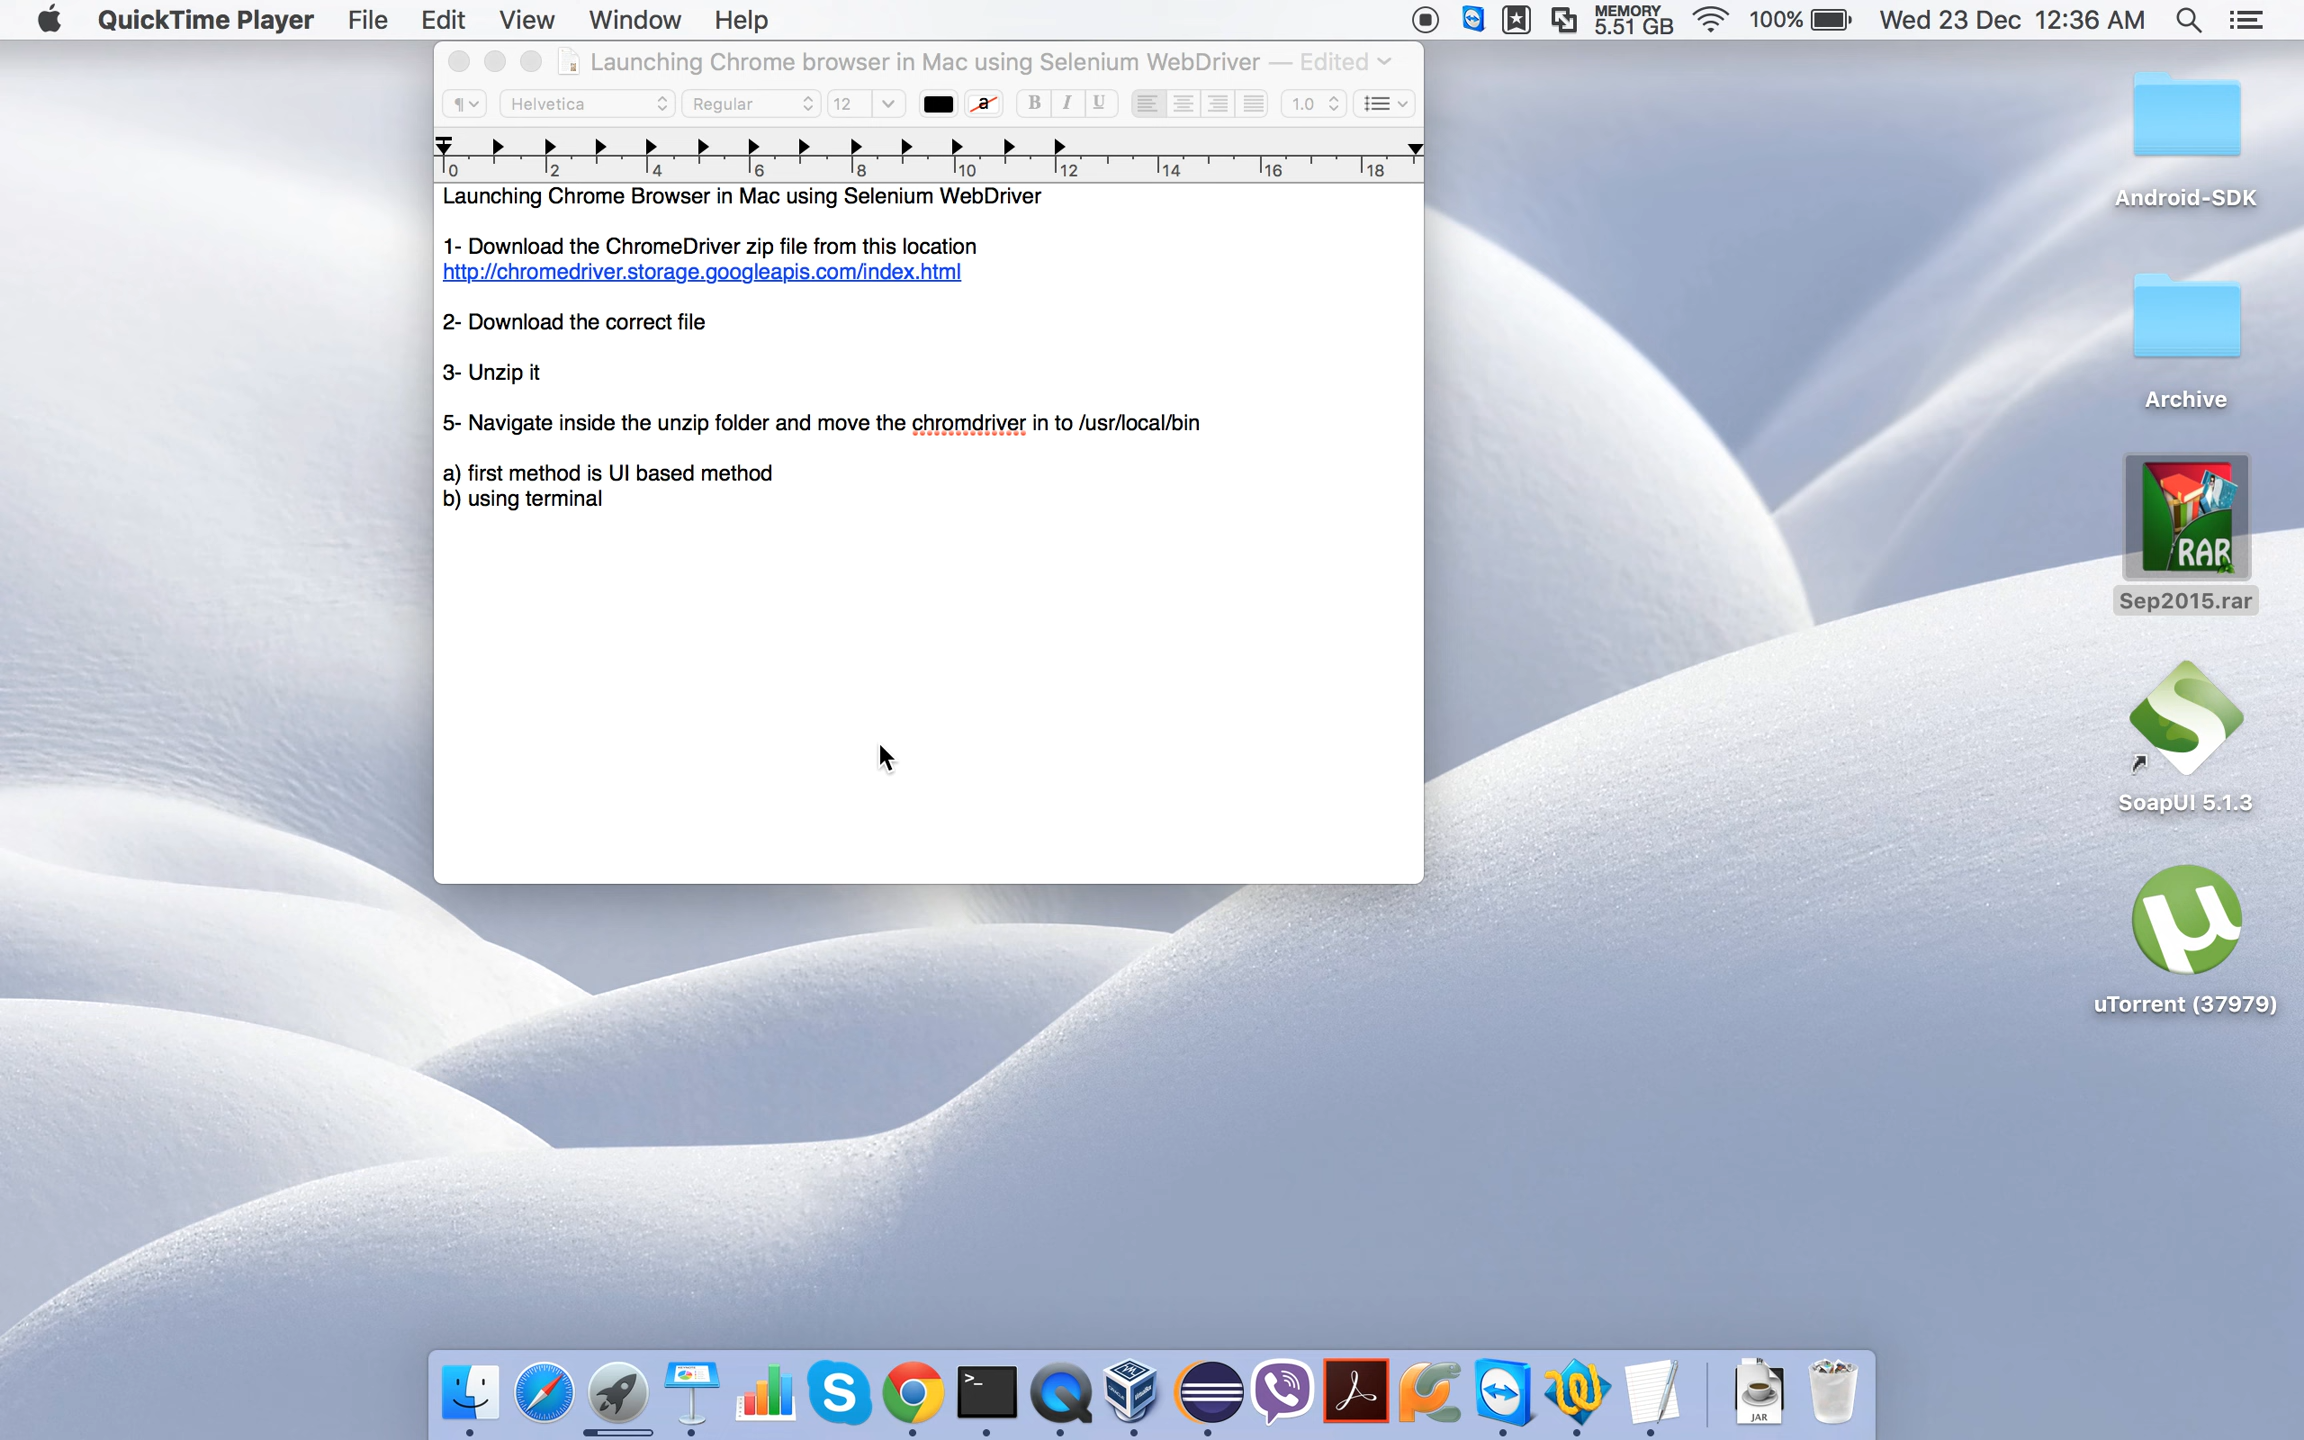 QuickTime Player File Edit View Window Help MEMORY 5.51 GB 100% Wed 23 Dec 12:36 AM
Launching Chrome browser in Mac using Selenium WebDriver — Edited
¶ Helvetica Regular 12 a B I U 1.0
0 2 4 6 8 10 12 14 16 18
Launching Chrome Browser in Mac using Selenium WebDriver
1- Download the ChromeDriver zip file from this location
http://chromedriver.storage.googleapis.com/index.html
2- Download the correct file
3- Unzip it
5- Navigate inside the unzip folder and move the chromdriver in to /usr/local/bin
a) first method is UI based method
b) using terminal
Android-SDK
Archive
RAR
Sep2015.rar
SoapUI 5.1.3
µ
uTorrent (37979)
S >_ JAR